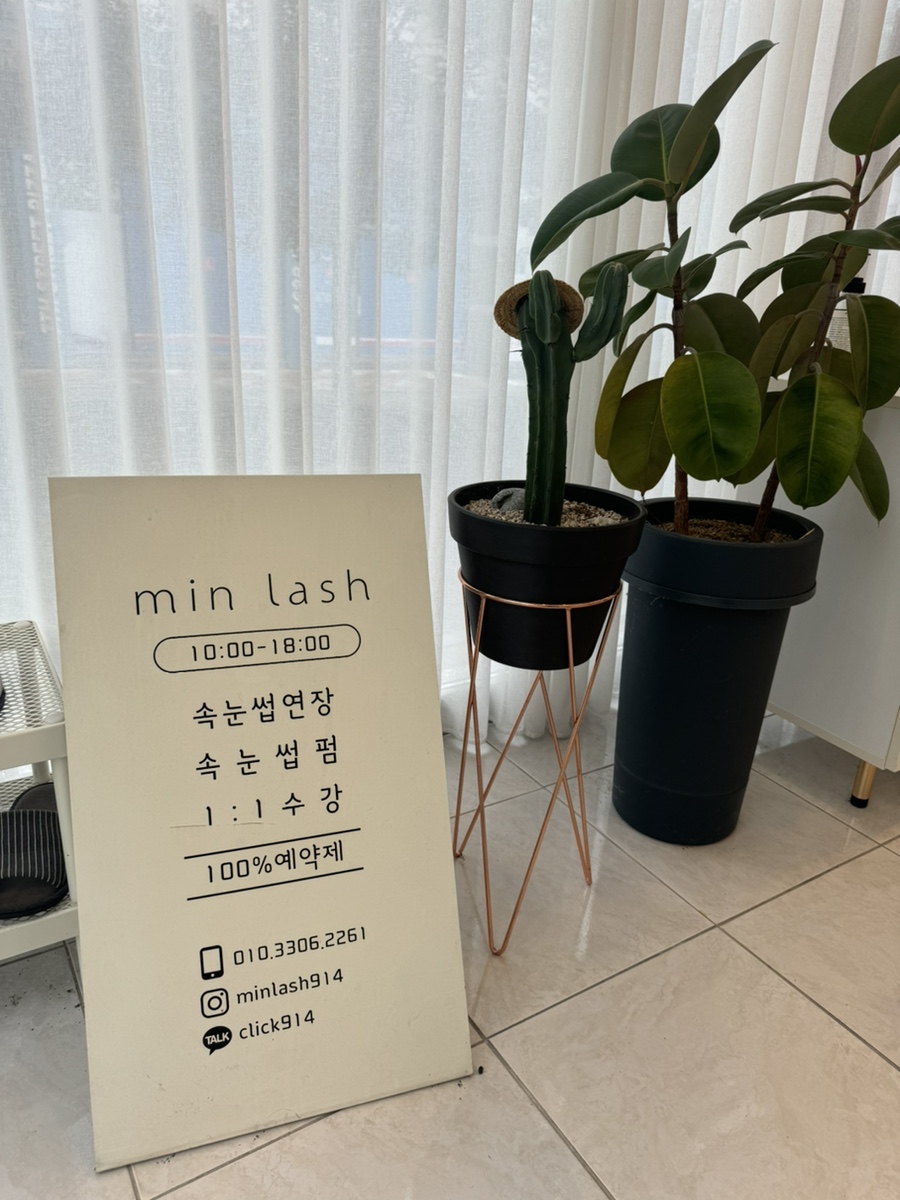 min lash
10:00-18:00
속눈썹연장
속눈썹펌
1:1수강
100%예약제
010.3306.2261
minlash914
TALK click914